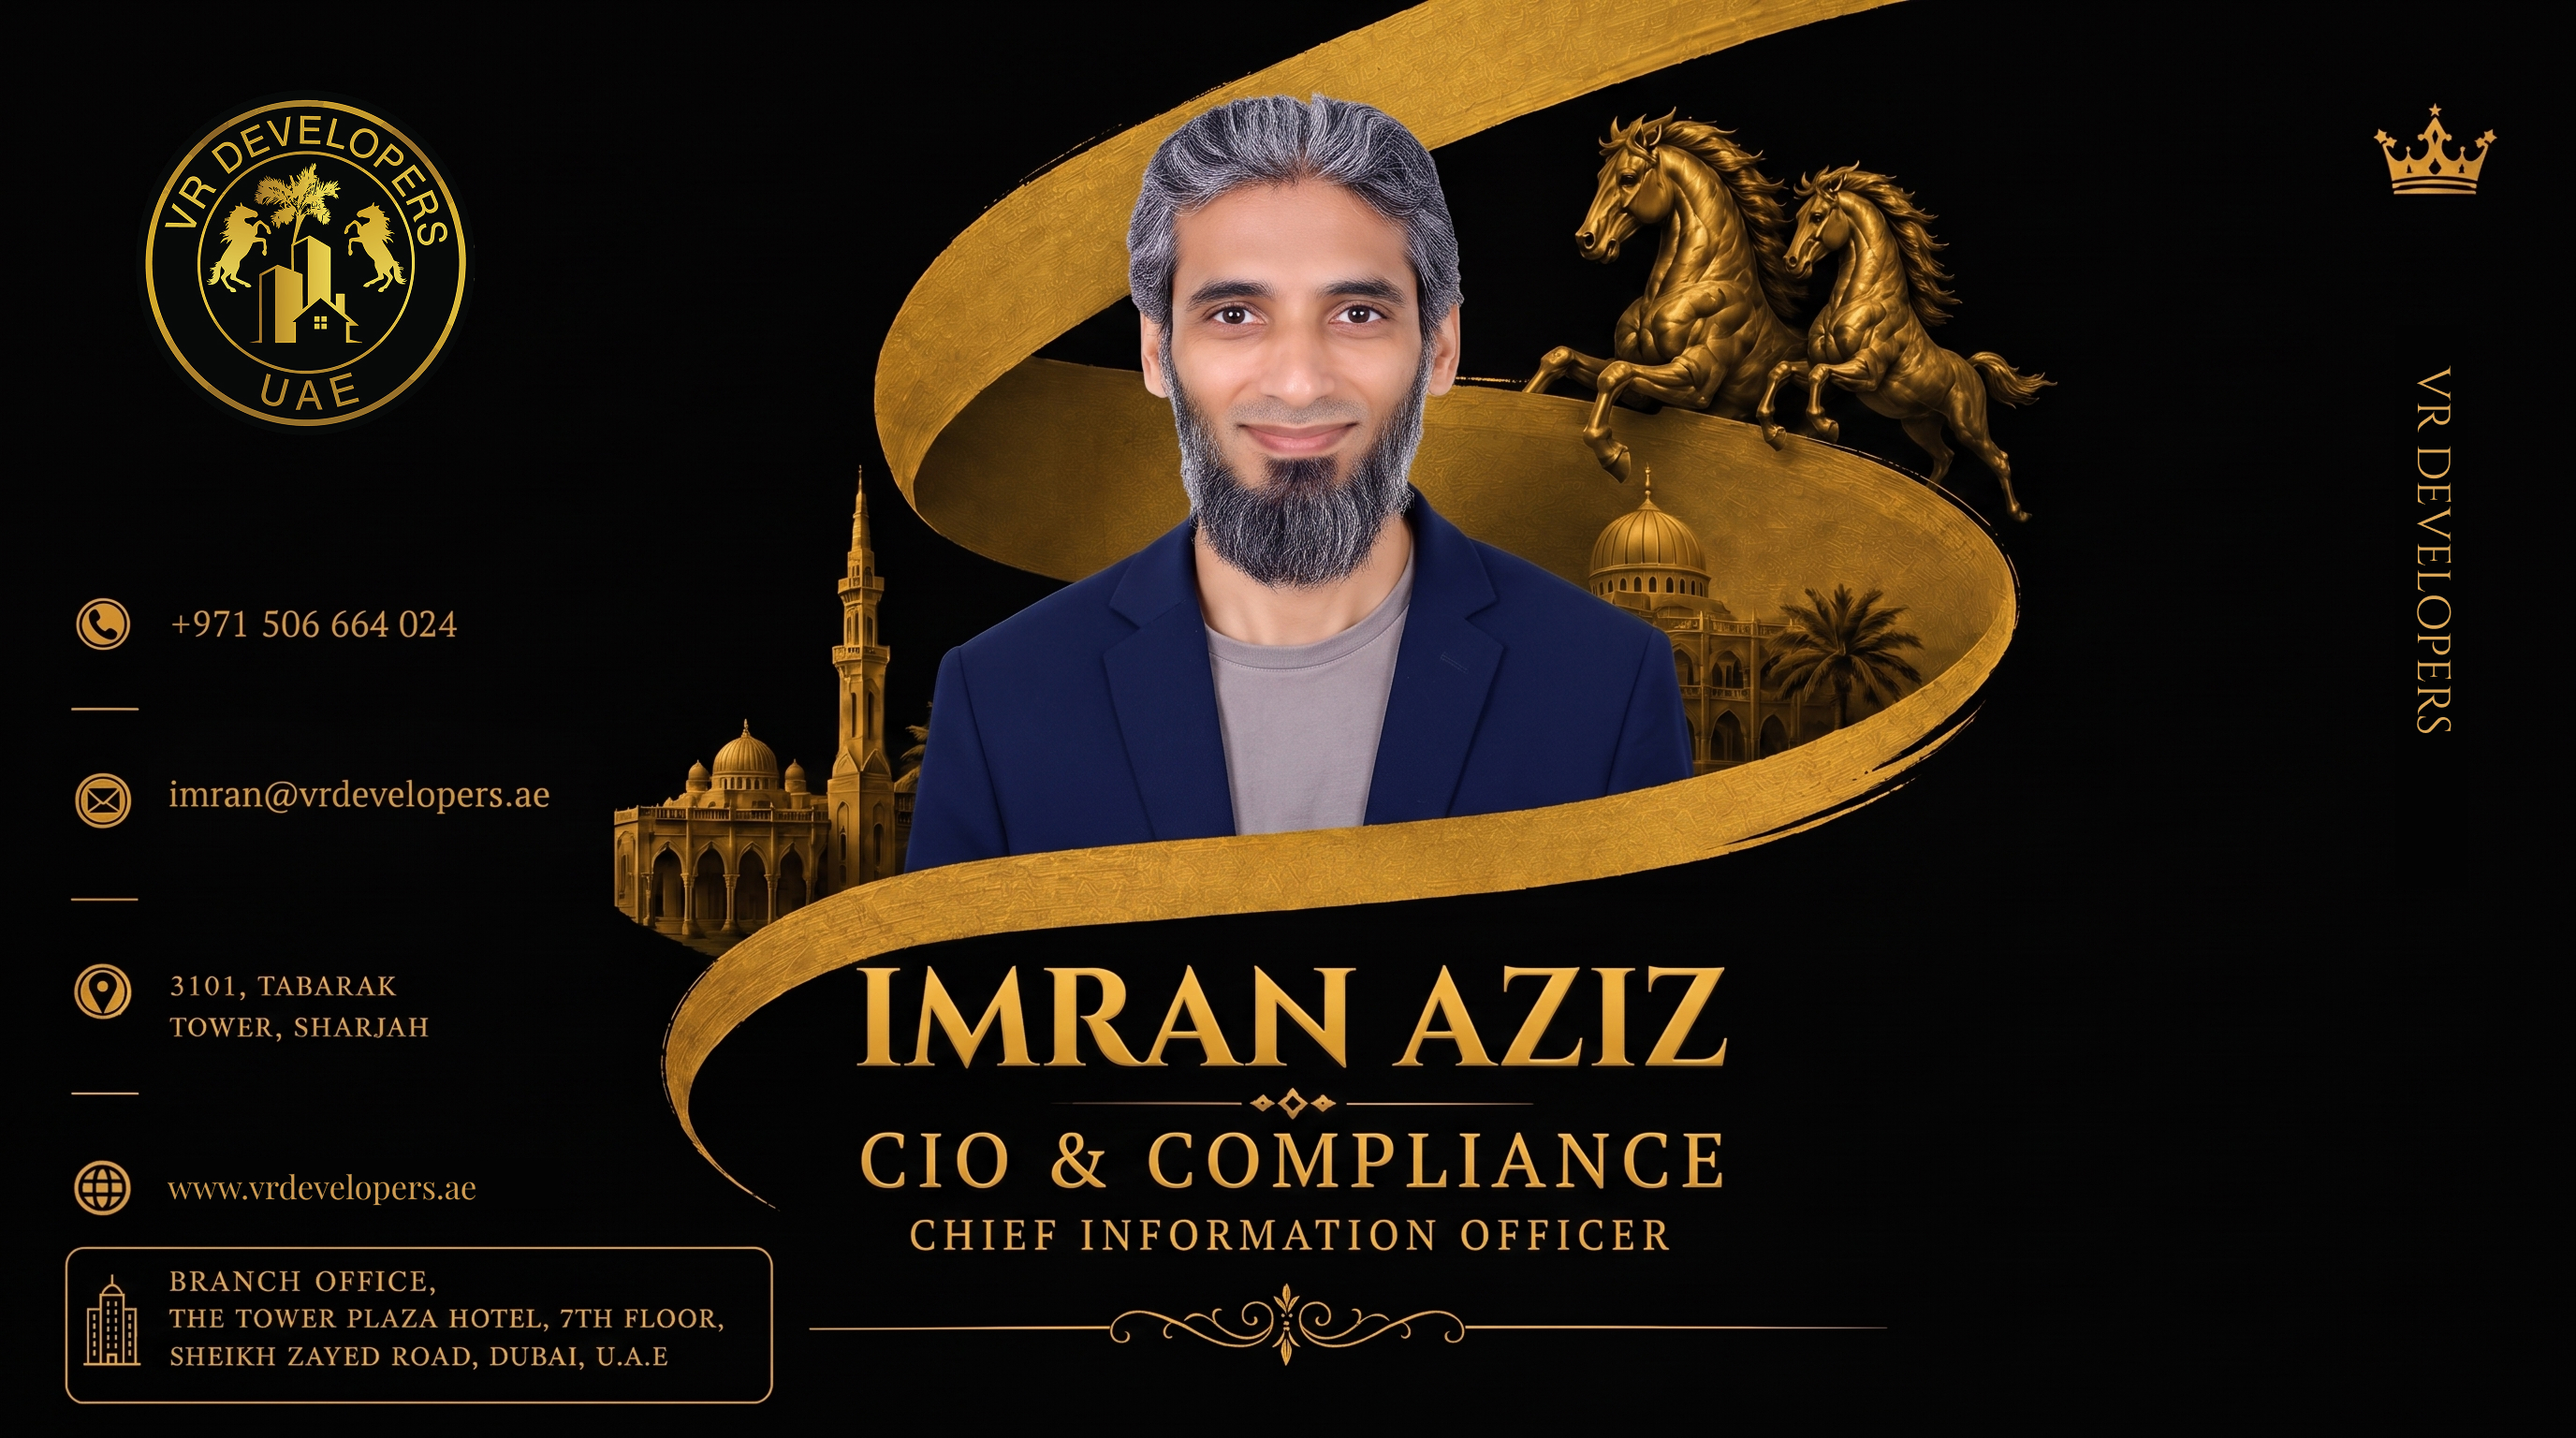 VR DEVELOPERS
UAE
+971 506 664 024
imran@vrdevelopers.ae
3101, TABARAK
TOWER, SHARJAH
www.vrdevelopers.ae
BRANCH OFFICE,
THE TOWER PLAZA HOTEL, 7TH FLOOR,
SHEIKH ZAYED ROAD, DUBAI, U.A.E
IMRAN AZIZ
CIO & COMPLIANCE
CHIEF INFORMATION OFFICER
VR DEVELOPERS